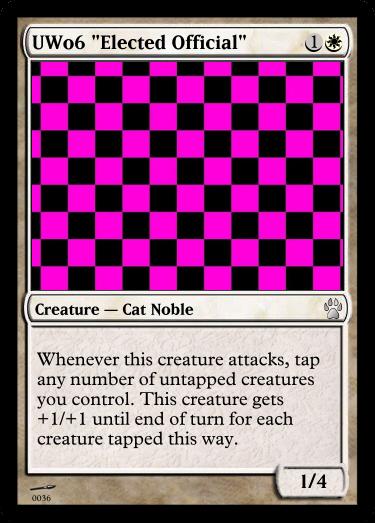 UWo6 "Elected Official" 1
Creature — Cat Noble
Whenever this creature attacks, tap
any number of untapped creatures
you control. This creature gets
+1/+1 until end of turn for each
creature tapped this way.
1/4
0036